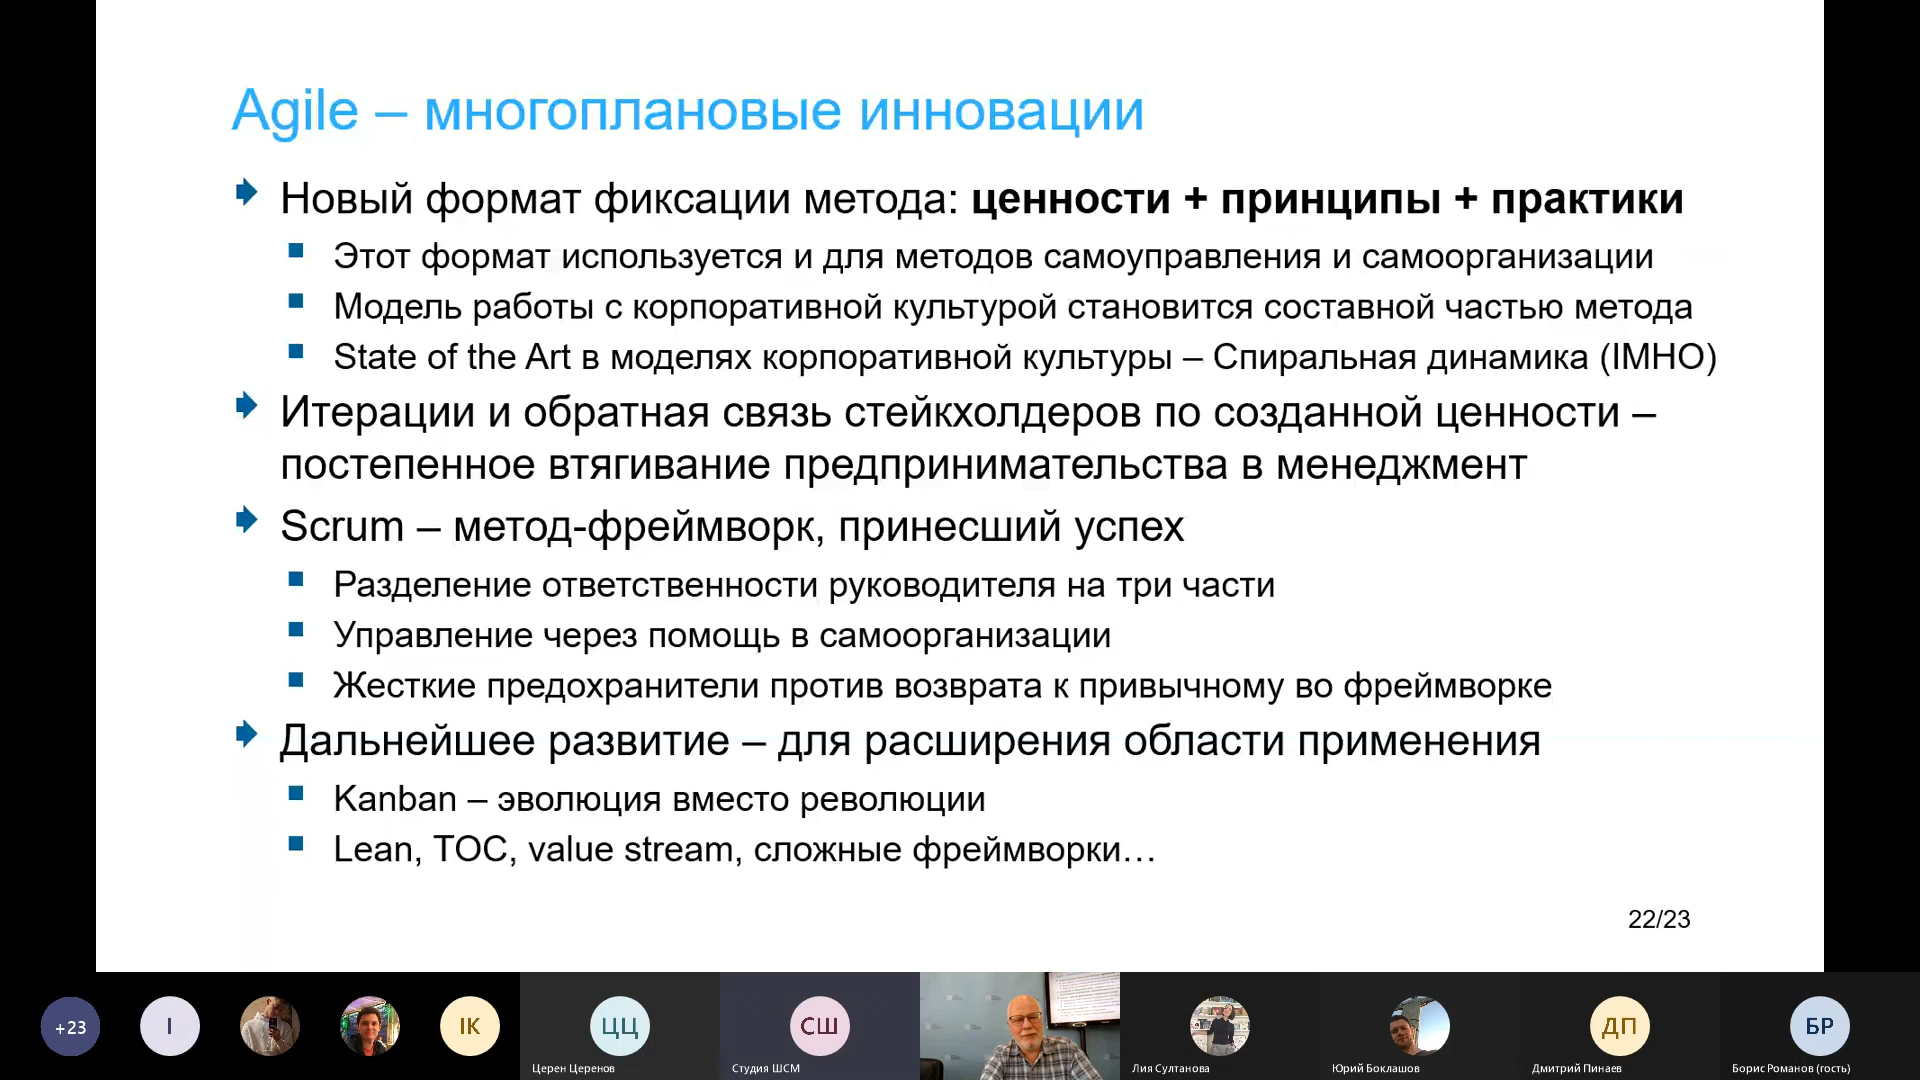 Agile – многоплановые инновации
Новый формат фиксации метода: ценности + принципы + практики
Этот формат используется и для методов самоуправления и самоорганизации
Модель работы с корпоративной культурой становится составной частью метода
State of the Art в моделях корпоративной культуры – Спиральная динамика (IMHO)
Итерации и обратная связь стейкхолдеров по созданной ценности –
постепенное втягивание предпринимательства в менеджмент
Scrum – метод-фреймворк, принесший успех
Разделение ответственности руководителя на три части
Управление через помощь в самоорганизации
Жесткие предохранители против возврата к привычному во фреймворке
Дальнейшее развитие – для расширения области применения
Kanban – эволюция вместо революции
Lean, TOC, value stream, сложные фреймворки…
22/23
+23
I
IK
ЦЦ
Церен Церенов
СШ
Студия ШСМ
Лия Султанова
Юрий Боклашов
ДП
Дмитрий Пинаев
БР
Борис Романов (гость)